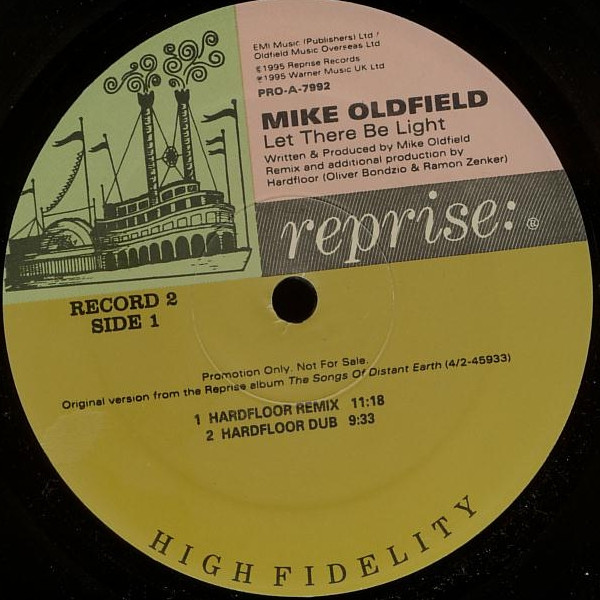 EMI Music (Publishers) Ltd /
Oldfield Music Overseas Ltd
©1995 Reprise Records
℗1995 Warner Music UK Ltd
PRO-A-7992
MIKE OLDFIELD
Let There Be Light
Written & Produced by Mike Oldfield
Remix and additional production by
Hardfloor (Oliver Bondzio & Ramon Zenker)
reprise: ®
RECORD 2
SIDE 1
Promotion Only. Not For Sale.
Original version from the Reprise album The Songs Of Distant Earth (4/2-45933)
1 HARDFLOOR REMIX 11:18
2 HARDFLOOR DUB 9:33
HIGH FIDELITY